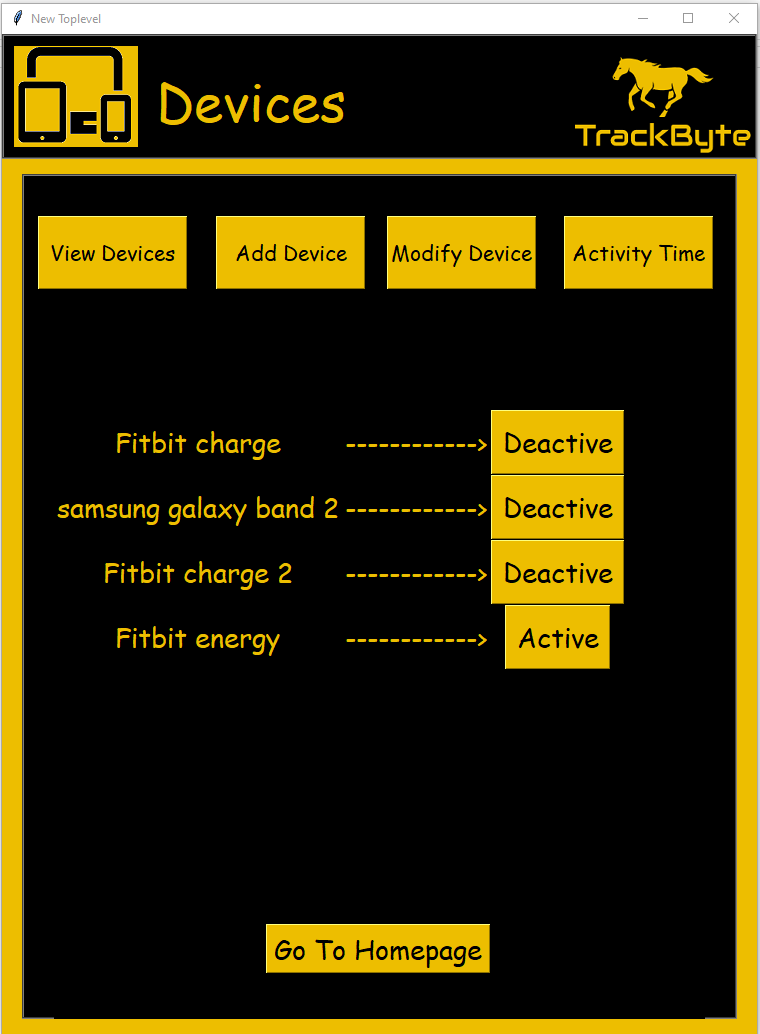 New Toplevel
Devices
TrackByte
View Devices Add Device Modify Device Activity Time
Fitbit charge ------------> Deactive
samsung galaxy band 2 ------------> Deactive
Fitbit charge 2 ------------> Deactive
Fitbit energy ------------> Active
Go To Homepage